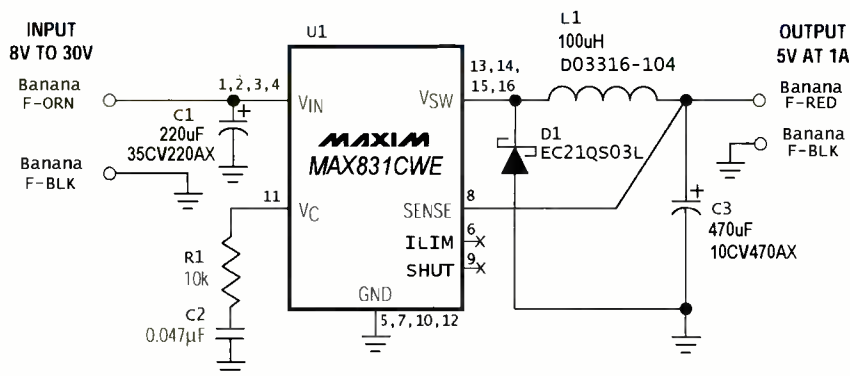 INPUT
8V TO 30V
Banana
F-ORN
C1
220uF
35CV220AX
Banana
F-BLK
1,2,3,4
11
R1
10k
C2
0.047µF
U1
VIN
VSW
MAXIM
MAX831CWE
VC
SENSE
ILIM
SHUT
GND
5,7,10,12
13,14,
15,16
8
6
9
L1
100uH
DO3316-104
D1
EC21QS03L
C3
470uF
10CV470AX
OUTPUT
5V AT 1A
Banana
F-RED
Banana
F-BLK